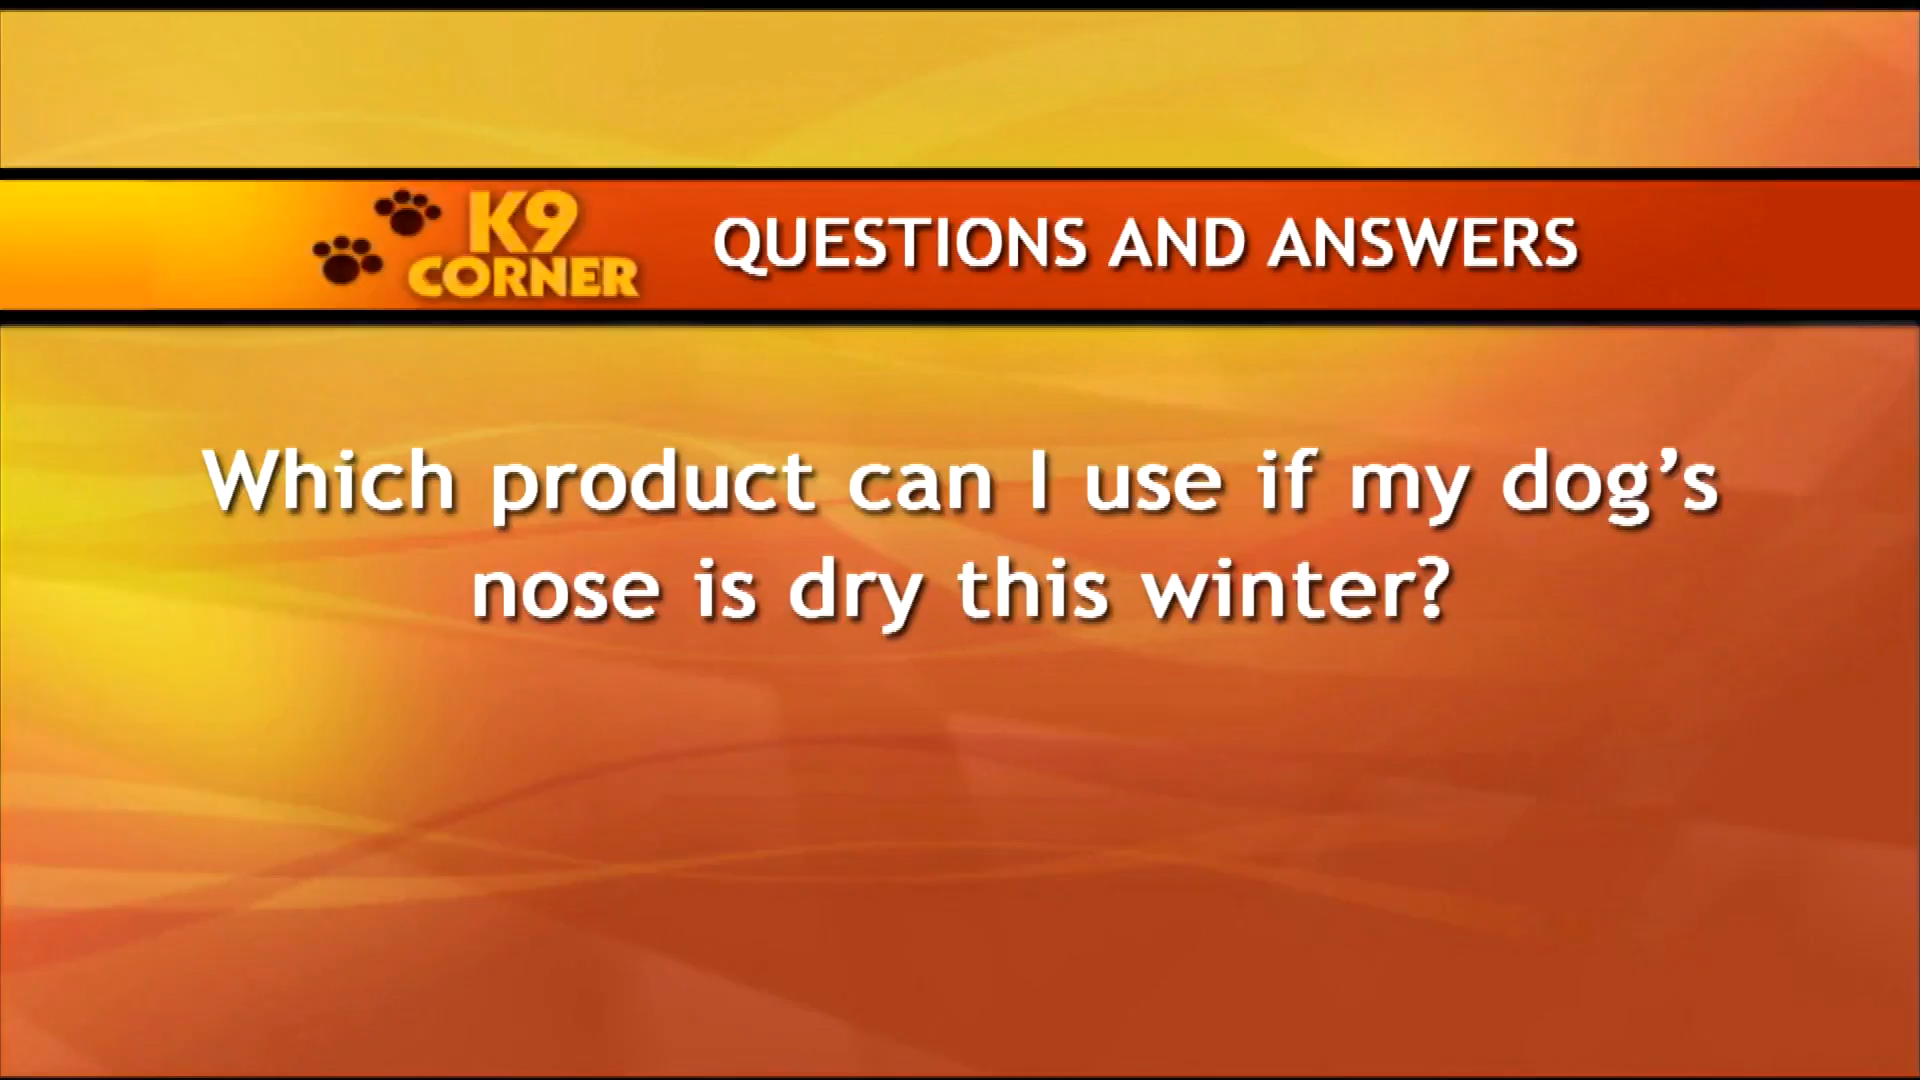 K9
CORNER
QUESTIONS AND ANSWERS
Which product can I use if my dog’s
nose is dry this winter?